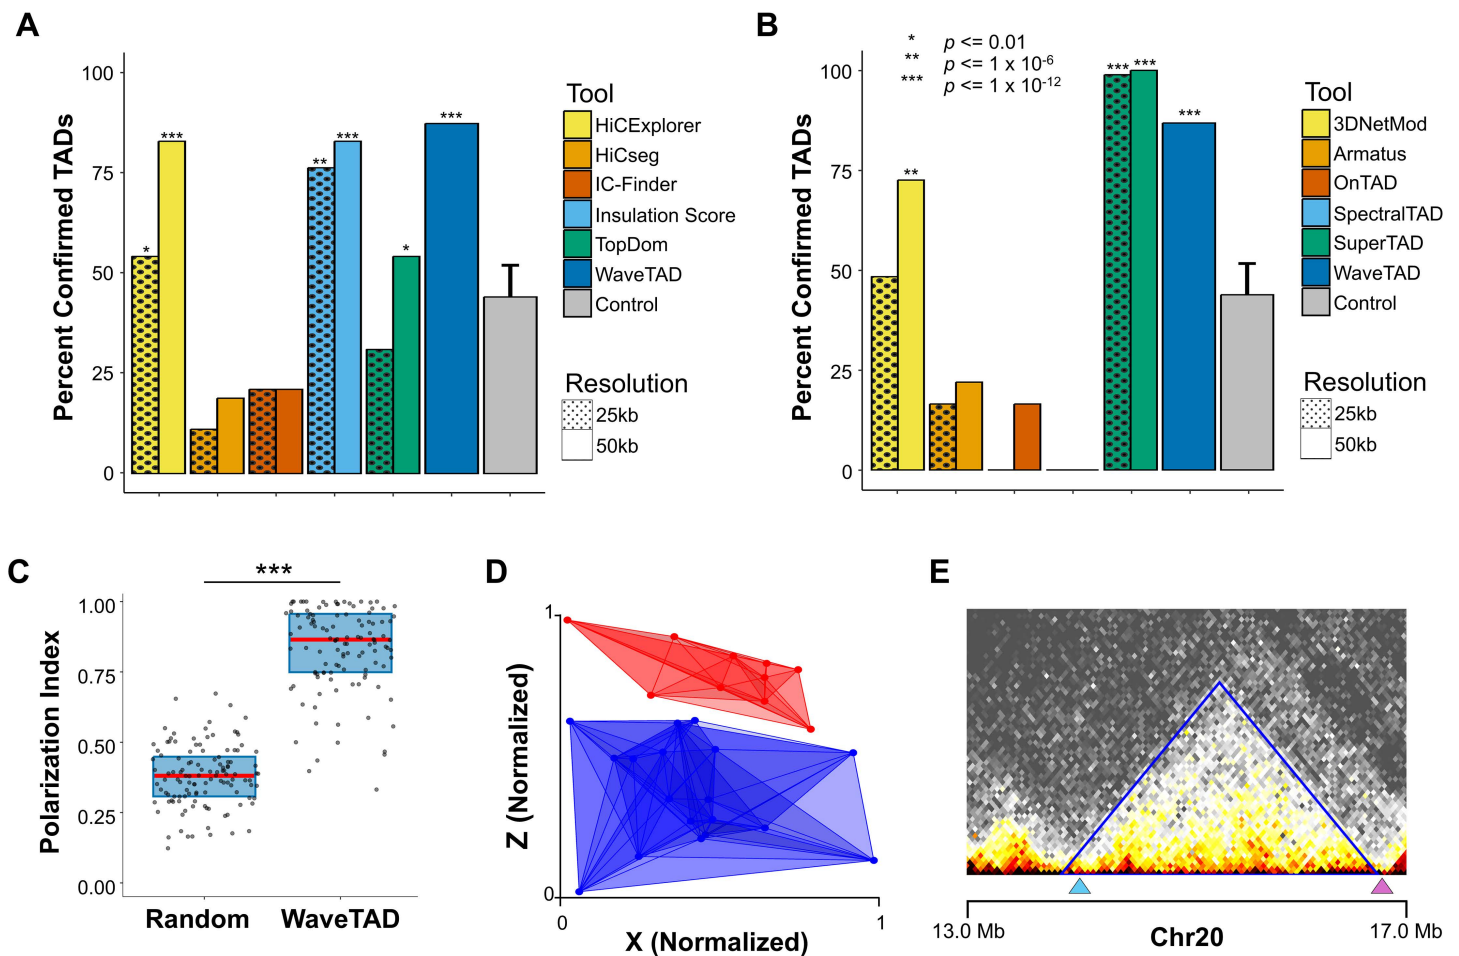 A
Percent Confirmed TADs
100
75
50
25
0
*
***
**
***
*
***
Tool
HiCExplorer
HiCseg
IC-Finder
Insulation Score
TopDom
WaveTAD
Control
Resolution
25kb
50kb
B
* p <= 0.01
** p <= 1 x 10-6
*** p <= 1 x 10-12
Percent Confirmed TADs
100
75
50
25
0
**
***
***
***
Tool
3DNetMod
Armatus
OnTAD
SpectralTAD
SuperTAD
WaveTAD
Control
Resolution
25kb
50kb
C
***
Polarization Index
1.00
0.75
0.50
0.25
0.00
Random
WaveTAD
D
Z (Normalized)
1
0
0
1
X (Normalized)
E
13.0 Mb
17.0 Mb
Chr20